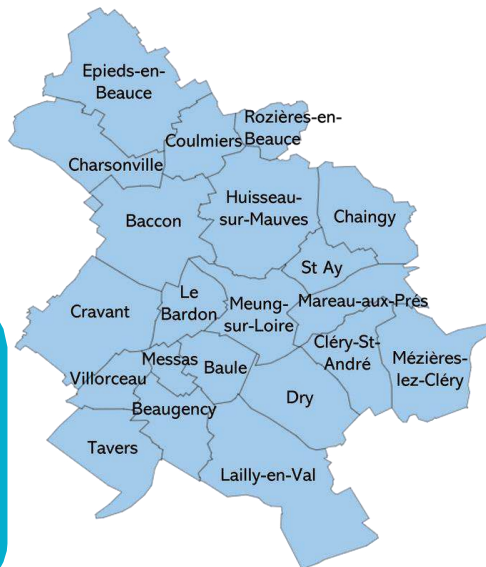 Epieds-en-
Beauce
Rozières-en-
Beauce
Coulmiers
Charsonville
Huisseau-
sur-Mauves
Chaingy
Baccon
St Ay
Le
Bardon
Mareau-aux-Prés
Meung-
sur-Loire
Cravant
Cléry-St-
André
Mézières-
lez-Cléry
Messas
Baule
Villorceau
Dry
Beaugency
Tavers
Lailly-en-Val